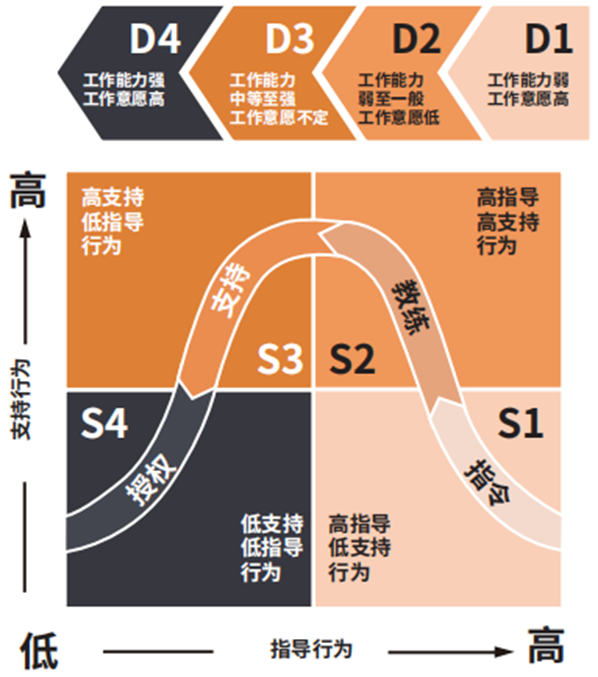 D4
工作能力强
工作意愿高
D3
工作能力
中等至强
工作意愿不定
D2
工作能力
弱至一般
工作意愿低
D1
工作能力弱
工作意愿高
高
支持行为
高支持
低指导
行为
支持
S3
高指导
高支持
行为
教练
S2
S4
授权
低支持
低指导
行为
S1
指令
高指导
低支持
行为
低
指导行为
高